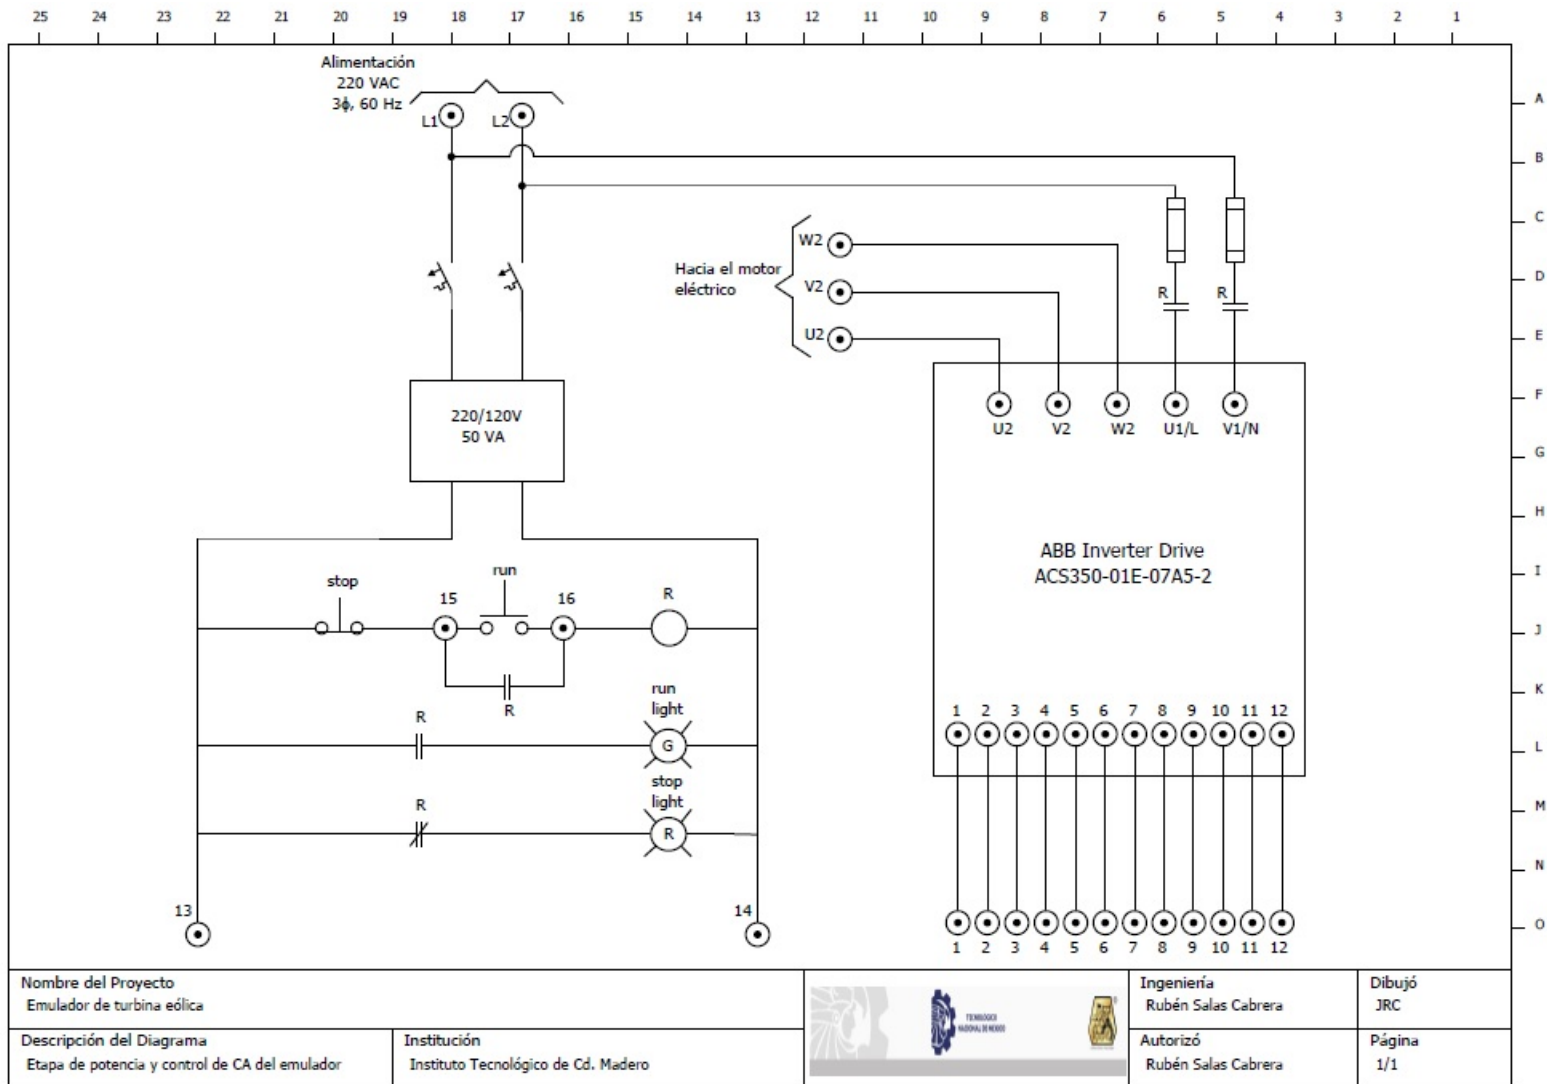 25 24 23 22 21 20 19 18 17 16 15 14 13 12 11 10 9 8 7 6 5 4 3 2 1
A
B
C
D
E
F
G
H
I
J
K
L
M
N
O
Alimentación
220 VAC
3ϕ, 60 Hz
L1
L2
Hacia el motor
eléctrico
W2
V2
U2
R
R
220/120V
50 VA
U2 V2 W2 U1/L V1/N
ABB Inverter Drive
ACS350-01E-07A5-2
1 2 3 4 5 6 7 8 9 10 11 12
1 2 3 4 5 6 7 8 9 10 11 12
stop
15
run
16
R
R
R
run
light
G
R
stop
light
R
13
14
Nombre del Proyecto
Emulador de turbina eólica
Descripción del Diagrama
Etapa de potencia y control de CA del emulador
Institución
Instituto Tecnológico de Cd. Madero
TECNOLÓGICO
NACIONAL DE MÉXICO
Ingeniería
Rubén Salas Cabrera
Dibujó
JRC
Autorizó
Rubén Salas Cabrera
Página
1/1